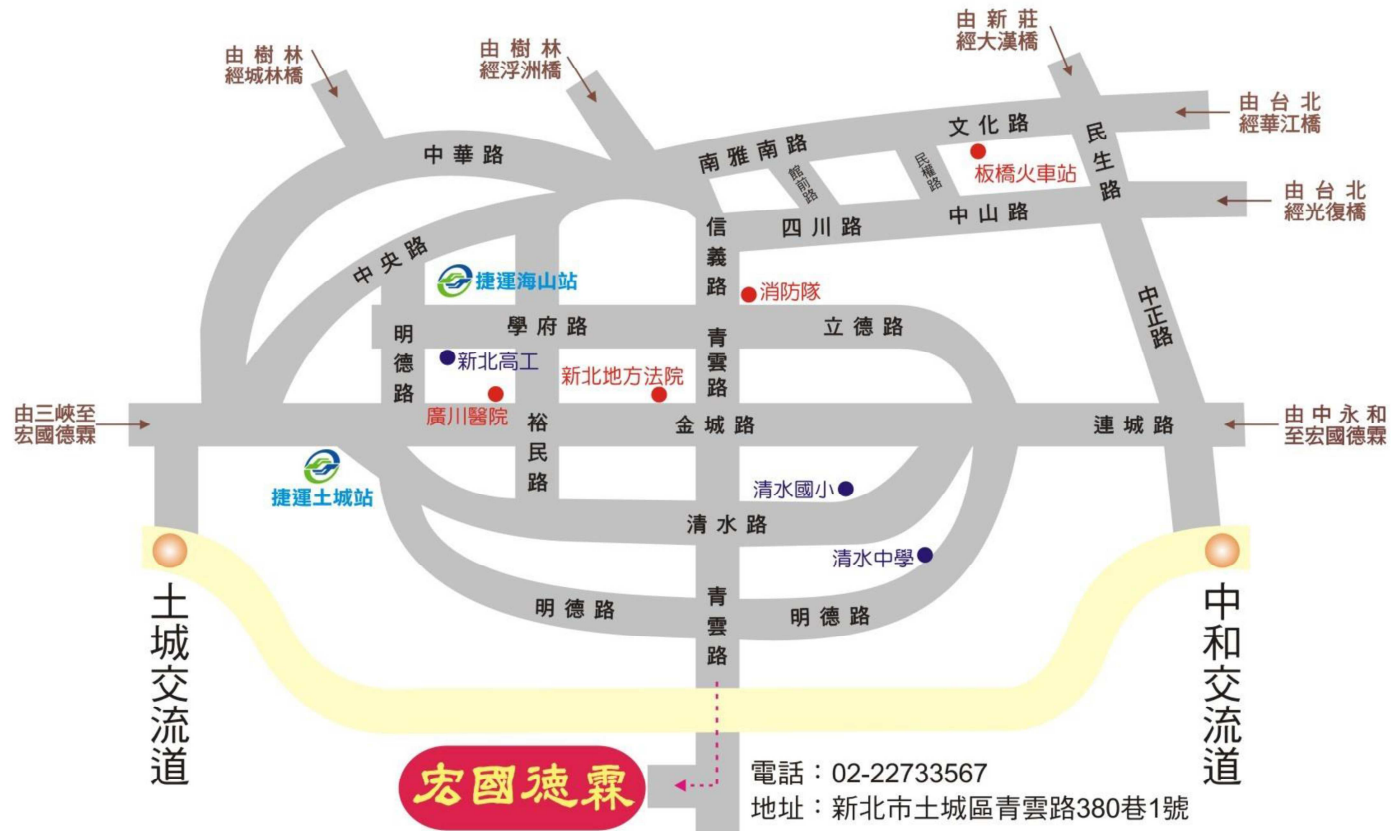 由樹林
經城林橋
由樹林
經浮洲橋
由新莊
經大漢橋
由台北
經華江橋
由台北
經光復橋
中華路
南雅南路
文化路
民生路
館前路
民權路
板橋火車站
四川路
中山路
信義路
中央路
捷運海山站
消防隊
中正路
學府路
立德路
明德路
青雲路
新北高工
新北地方法院
廣川醫院
由三峽至
宏國德霖
裕民路
金城路
連城路
由中永和
至宏國德霖
捷運土城站
清水國小
清水路
清水中學
明德路
青雲路
明德路
土城交流道
中和交流道
宏國德霖
電話：02-22733567
地址：新北市土城區青雲路380巷1號